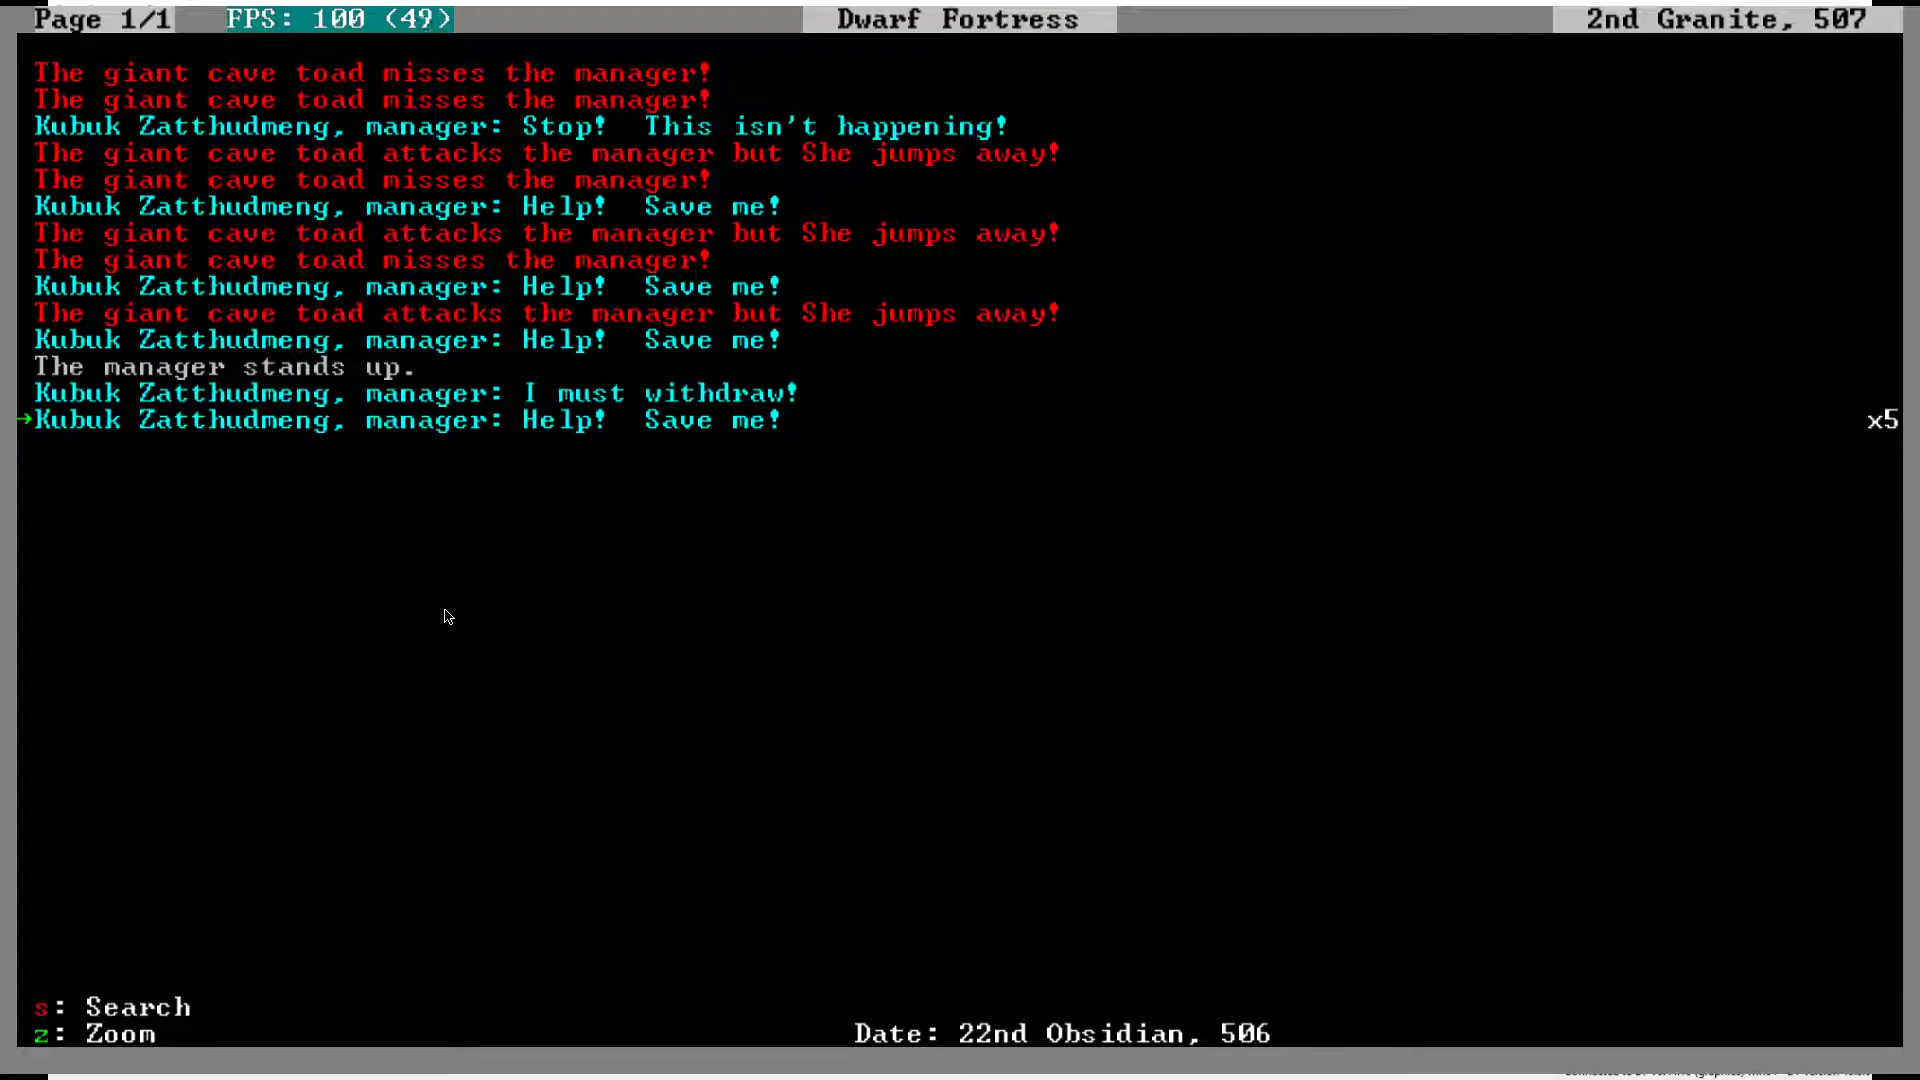 Page 1/1 FPS: 100 (49) Dwarf Fortress 2nd Granite, 507
The giant cave toad misses the manager!
The giant cave toad misses the manager!
Kubuk Zatthudmeng, manager: Stop! This isn't happening!
The giant cave toad attacks the manager but She jumps away!
The giant cave toad misses the manager!
Kubuk Zatthudmeng, manager: Help! Save me!
The giant cave toad attacks the manager but She jumps away!
The giant cave toad misses the manager!
Kubuk Zatthudmeng, manager: Help! Save me!
The giant cave toad attacks the manager but She jumps away!
Kubuk Zatthudmeng, manager: Help! Save me!
The manager stands up.
Kubuk Zatthudmeng, manager: I must withdraw!
→Kubuk Zatthudmeng, manager: Help! Save me! x5
s: Search
z: Zoom Date: 22nd Obsidian, 506